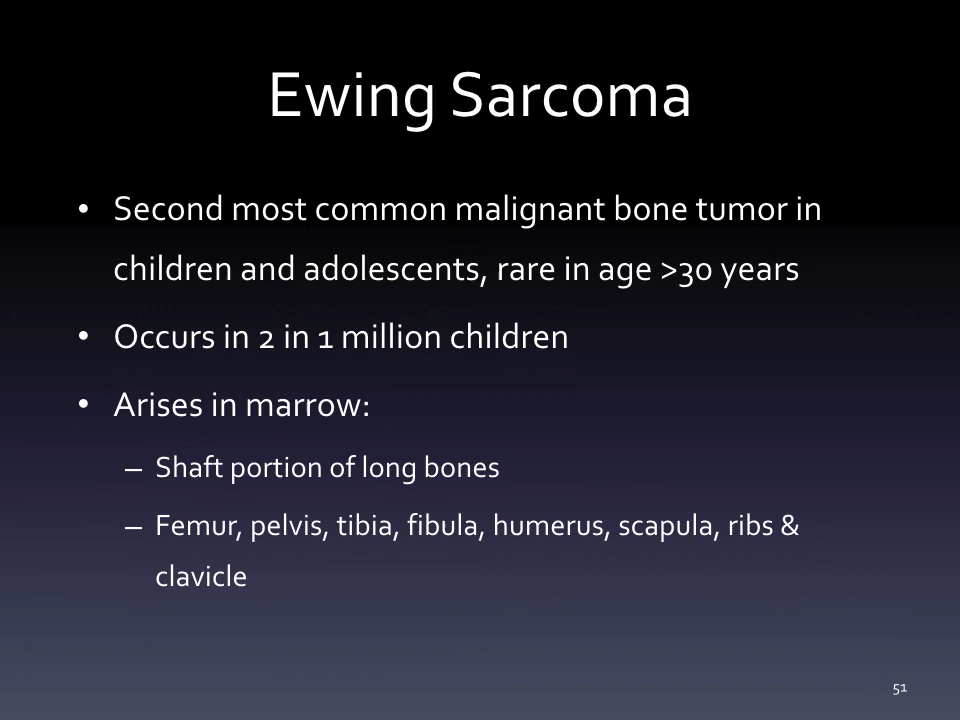 Ewing Sarcoma
• Second most common malignant bone tumor in
children and adolescents, rare in age >30 years
• Occurs in 2 in 1 million children
• Arises in marrow:
– Shaft portion of long bones
– Femur, pelvis, tibia, fibula, humerus, scapula, ribs &
clavicle
51